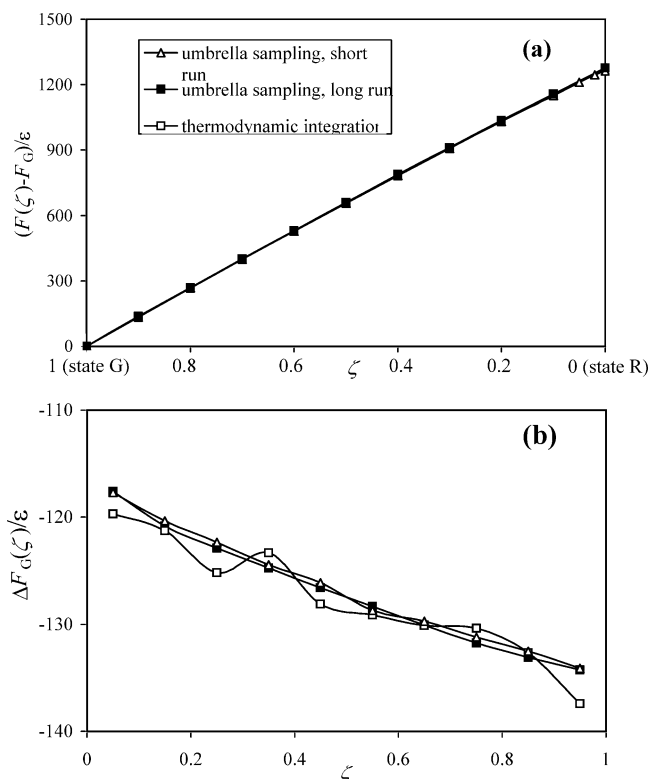 1500
(a)
umbrella sampling, short
run
umbrella sampling, long run
thermodynamic integration
1200
900
600
300
0
(F(ζ)-F_G)/ε
1 (state G) 0.8 0.6 ζ 0.4 0.2 0 (state R)
-110
(b)
-120
-130
-140
ΔF_G(ζ)/ε
0 0.2 0.4 ζ 0.6 0.8 1